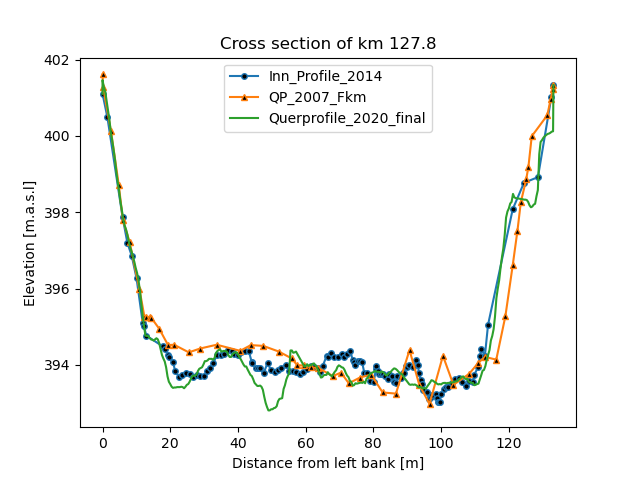 Cross section of km 127.8
Inn_Profile_2014
QP_2007_Fkm
Querprofile_2020_final
Elevation [m.a.s.l]
402
400
398
396
394
0 20 40 60 80 100 120
Distance from left bank [m]